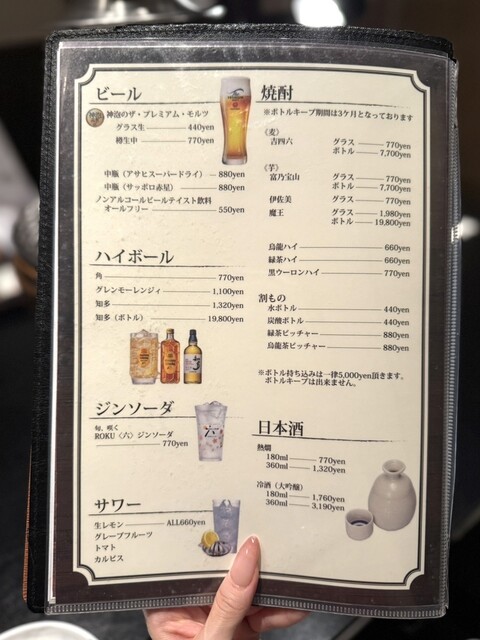 ビール
神泡のザ・プレミアム・モルツ
グラス生 440yen
樽生中 770yen
中瓶（アサヒスーパードライ） 880yen
中瓶（サッポロ赤星） 880yen
ノンアルコールビールテイスト飲料
オールフリー 550yen
ハイボール
角 770yen
グレンモーレンジィ 1,100yen
知多 1,320yen
知多（ボトル） 19,800yen
ジンソーダ
旬、咲く
ROKU〈六〉ジンソーダ
770yen
六
サワー
生レモン ALL660yen
グレープフルーツ
トマト
カルピス
焼酎
※ボトルキープ期間は3ケ月となっております
〈麦〉
吉四六 グラス 770yen
ボトル 7,700yen
〈芋〉
富乃宝山 グラス 770yen
ボトル 7,700yen
伊佐美 グラス 770yen
魔王 グラス 1,980yen
ボトル 19,800yen
烏龍ハイ 660yen
緑茶ハイ 660yen
黒ウーロンハイ 770yen
割もの
水ボトル 440yen
炭酸ボトル 440yen
緑茶ピッチャー 880yen
烏龍茶ピッチャー 880yen
※ボトル持ち込みは一律5,000yen頂きます。
ボトルキープは出来ません。
日本酒
熱燗
180ml 770yen
360ml 1,320yen
冷酒（大吟醸）
180ml 1,760yen
360ml 3,190yen